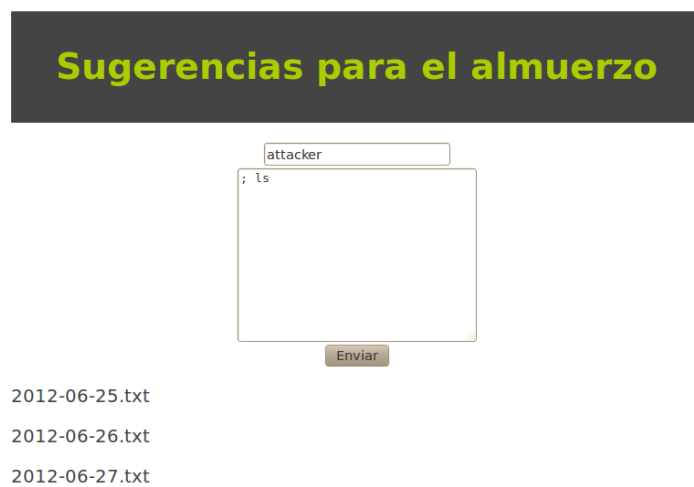 Sugerencias para el almuerzo
attacker
; ls
Enviar
2012-06-25.txt
2012-06-26.txt
2012-06-27.txt